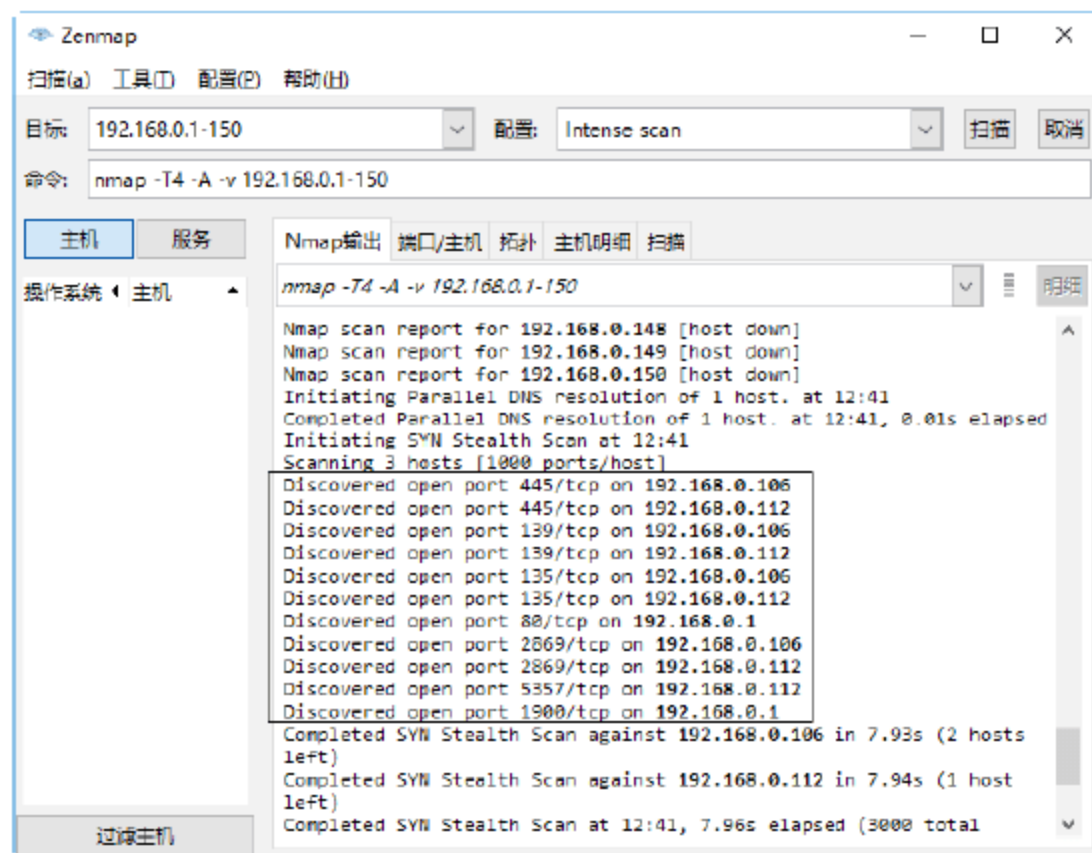 Zenmap
扫描(a) 工具(T) 配置(P) 帮助(H)
目标: 192.168.0.1-150 配置: Intense scan 扫描 取消
命令: nmap -T4 -A -v 192.168.0.1-150
主机 服务 Nmap输出 端口/主机 拓扑 主机明细 扫描
操作系统 主机 nmap -T4 -A -v 192.168.0.1-150 明细
Nmap scan report for 192.168.0.148 [host down]
Nmap scan report for 192.168.0.149 [host down]
Nmap scan report for 192.168.0.150 [host down]
Initiating Parallel DNS resolution of 1 host. at 12:41
Completed Parallel DNS resolution of 1 host. at 12:41, 0.01s elapsed
Initiating SYN Stealth Scan at 12:41
Scanning 3 hosts [1000 ports/host]
Discovered open port 445/tcp on 192.168.0.106
Discovered open port 445/tcp on 192.168.0.112
Discovered open port 139/tcp on 192.168.0.106
Discovered open port 139/tcp on 192.168.0.112
Discovered open port 135/tcp on 192.168.0.106
Discovered open port 135/tcp on 192.168.0.112
Discovered open port 80/tcp on 192.168.0.1
Discovered open port 2869/tcp on 192.168.0.106
Discovered open port 2869/tcp on 192.168.0.112
Discovered open port 5357/tcp on 192.168.0.112
Discovered open port 1900/tcp on 192.168.0.1
Completed SYN Stealth Scan against 192.168.0.106 in 7.93s (2 hosts
left)
Completed SYN Stealth Scan against 192.168.0.112 in 7.94s (1 host
left)
Completed SYN Stealth Scan at 12:41, 7.96s elapsed (3000 total
过滤主机